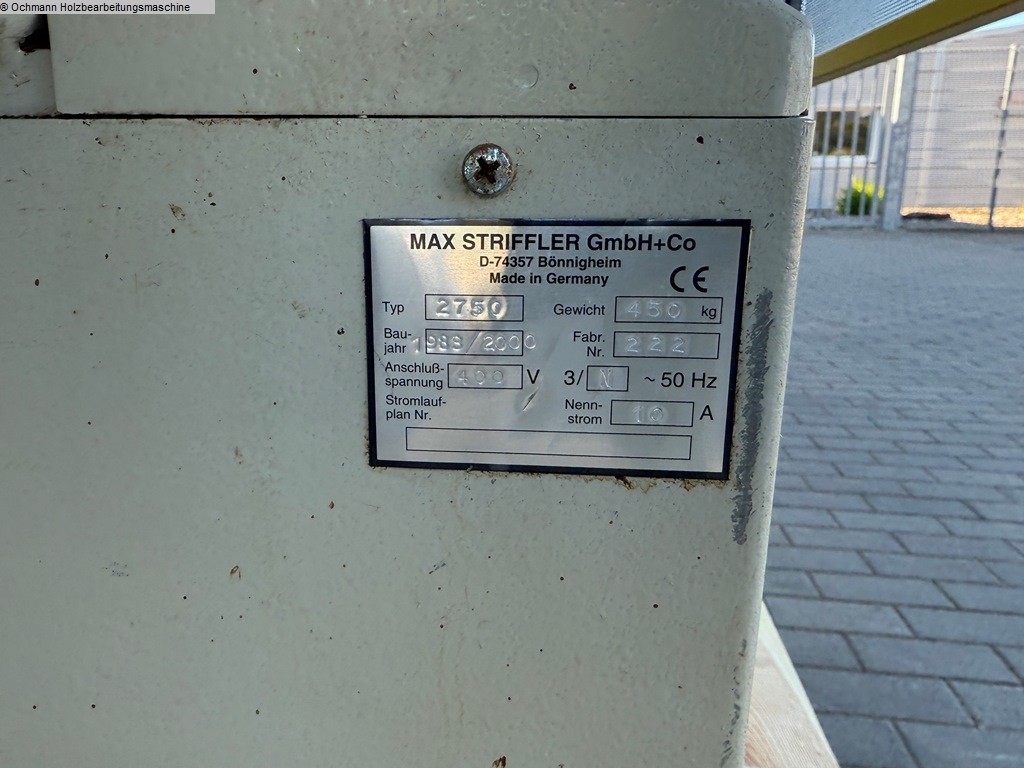 © Ochmann Holzbearbeitungsmaschine
MAX STRIFFLER GmbH+Co
D-74357 Bönnigheim
Made in Germany
CE
Typ 2750 Gewicht 450 kg
Bau-
jahr 1988/2000 Fabr.
Nr. 222
Anschluß-
spannung 400 V 3/ N ~ 50 Hz
Stromlauf-
plan Nr. Nenn-
strom 10 A